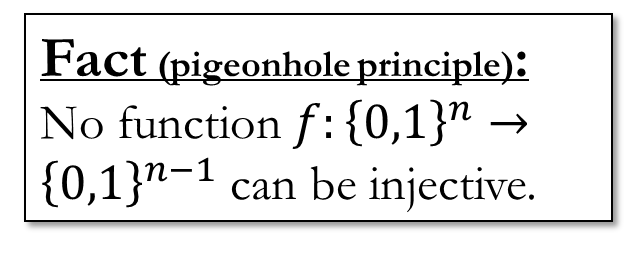 Fact (pigeonhole principle):
No function 𝑓: {0,1}ⁿ →
{0,1}ⁿ⁻¹ can be injective.